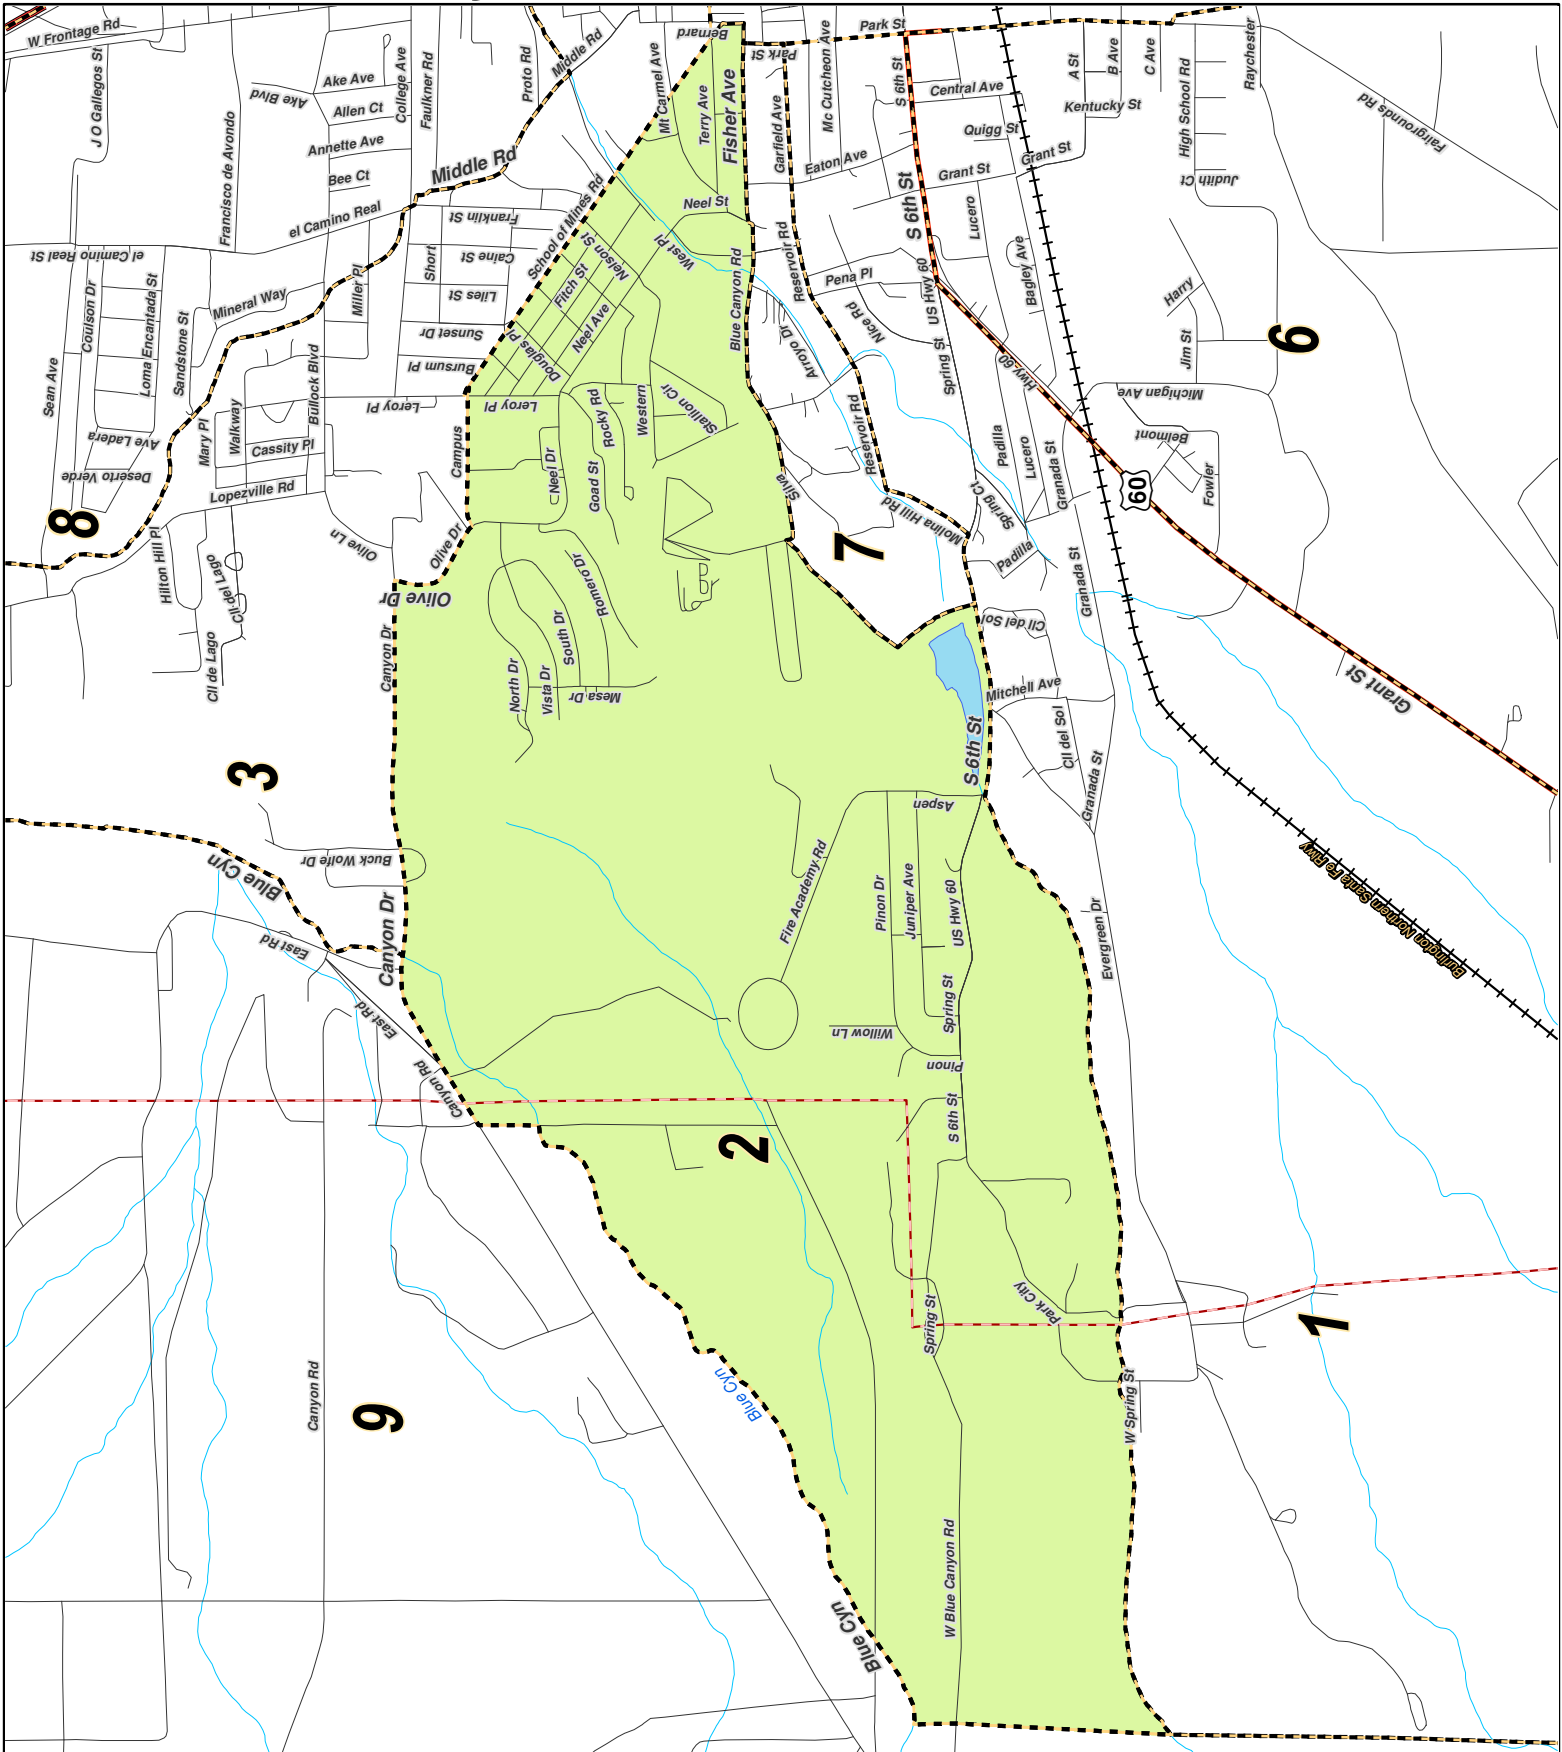 W Frontage Rd
J O Gallegos St
Ake Blvd
Ake Ave
Allen Ct
College Ave
Faulkner Rd
Proto Rd
Middle Rd
Mt Carmel Ave
Bernard
Terry Ave
Fisher Ave
Park St
Garfield Ave
Mc Cutcheon Ave
Park St
S 6th St
Central Ave
A St
B Ave
C Ave
Kentucky St
High School Rd
Raychester
Fairgrounds Rd
Francisco de Avondo
Annette Ave
Bee Ct
Middle Rd
el Camino Real
Franklin St
School of Mines Rd
Neel St
Eaton Ave
Quigg St
Grant St
Grant St
Judith Ct
el Camino Real St
Coulson Dr
Loma Encantada St
Sandstone St
Mineral Way
Miller Pl
Short
Caine St
Liles St
Sunset Dr
Bursum Pl
Fitch St
Nelson St
West Pl
Neel Ave
Douglas Pl
Blue Canyon Rd
Reservoir Rd
Pena Pl
Nice Rd
Arroyo Dr
S 6th St
US Hwy 60
Lucero
Bagley Ave
Harry
Jim St
6
Sean Ave
Ave Ladera
Deserto Verde
Mary Pl
Walkway
Cassity Pl
Bullock Blvd
Leroy Pl
Leroy Pl
Campus
Neel Dr
Rocky Rd
Goad St
Western
Stallion Cir
Silva
Reservoir Rd
Spring St
Hwy 60
Padilla
Lucero
Granada St
Michigan Ave
Belmont
Fowler
60
8
Lopezville Rd
Hilton Hill Pl
Cll del Lago
Olive Ln
Olive Dr
Olive Dr
Romero Dr
7
Molina Hill Rd
Spring Ct
Padilla
Granada St
Cll de Lago
Canyon Dr
North Dr
Vista Dr
South Dr
Mesa Dr
Cll del Sol
Mitchell Ave
Grant St
3
S 6th St
Cll del Sol
Granada St
Blue Cyn
Buck Wolfe Dr
Aspen
Fire Academy Rd
Pinon Dr
Juniper Ave
US Hwy 60
Burlington Northern Santa Fe Rlwy
East Rd
Canyon Dr
Evergreen Dr
East Rd
Canyon Rd
Willow Ln
Spring St
Pinon
2
S 6th St
Park City
Spring St
1
Canyon Rd
9
Blue Cyn
W Spring St
Blue Cyn
W Blue Canyon Rd